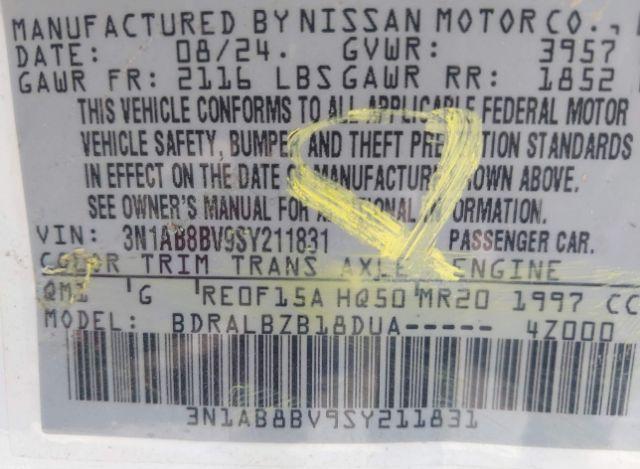 MANUFACTURED BY NISSAN MOTOR CO.,
DATE: 08/24. GVWR: 3957
GAWR FR: 2116 LBS GAWR RR: 1852
THIS VEHICLE CONFORMS TO ALL APPLICABLE FEDERAL MOTOR
VEHICLE SAFETY, BUMPER, AND THEFT PREVENTION STANDARDS
IN EFFECT ON THE DATE OF MANUFACTURE SHOWN ABOVE.
SEE OWNER'S MANUAL FOR ADDITIONAL INFORMATION.
VIN: 3N1AB8BV9SY211831 PASSENGER CAR.
COLOR TRIM TRANS AXLE ENGINE
QM1 G RE0F15A HQ50 MR20 1997 CC
MODEL: BDRALBZB18DUA----- 4Z000
3N1AB8BV9SY211831